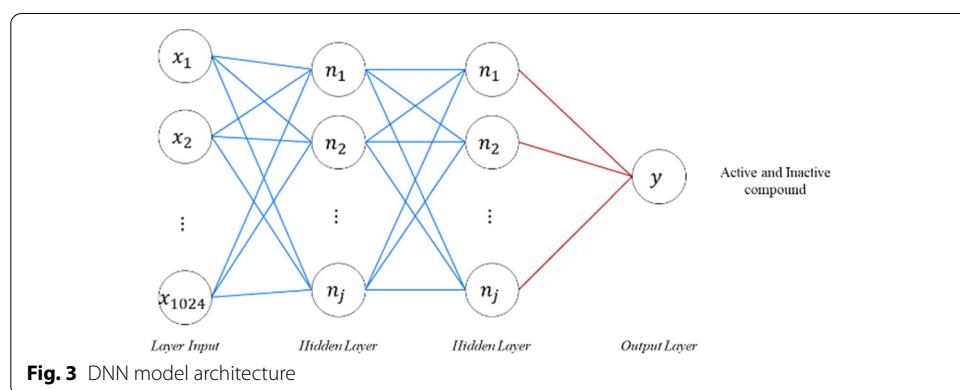 x₁ n₁ n₁
x₂ n₂ n₂
y
Active and Inactive
compound
⋮ ⋮ ⋮
x₁₀₂₄ nⱼ nⱼ
Layer Input Hidden Layer Hidden Layer Output Layer
Fig. 3 DNN model architecture